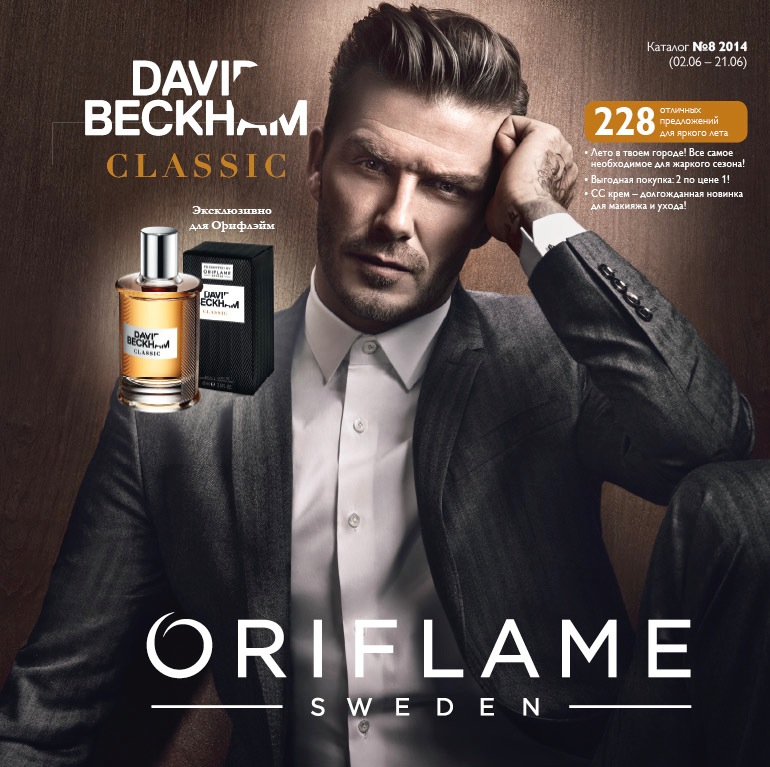 DAVID
BECKHAM
CLASSIC
Эксклюзивно
для Орифлэйм
Каталог №8 2014
(02.06 – 21.06)
228
отличных
предложений
для яркого лета
• Лето в твоем городе! Все самое
необходимое для жаркого сезона!
• Выгодная покупка: 2 по цене 1!
• СС крем – долгожданная новинка
для макияжа и ухода!
ORIFLAME
DAVID
BECKHAM
CLASSIC
DAVID
BECKHAM
CLASSIC
ORIFLAME
SWEDEN